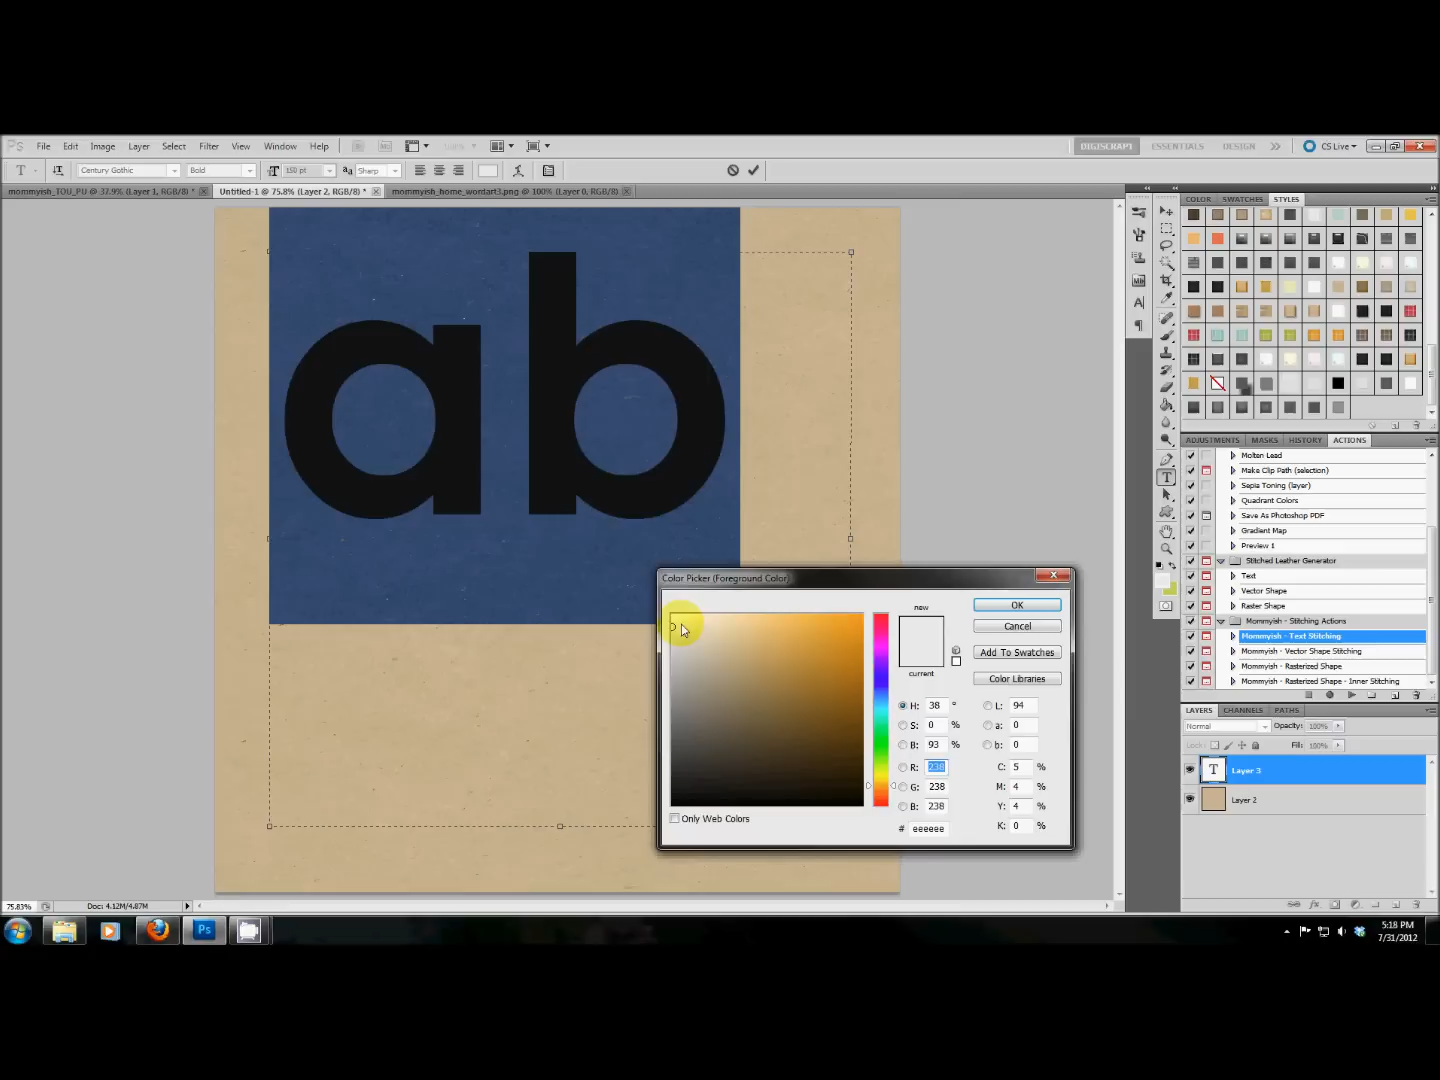 Ps File Edit Image Layer Select Filter View Window Help DIGISCRAPT ESSENTIALS DESIGN CS Live
T Century Gothic Bold 150 pt Sharp
mommyish_TOU_PU @ 37.9% (Layer 1, RGB/8) * Untitled-1 @ 75.8% (Layer 2, RGB/8) * mommyish_home_wordart3.png @ 100% (Layer 0, RGB/8)
COLOR SWATCHES STYLES
ab
ADJUSTMENTS MASKS HISTORY ACTIONS
Molten Lead
Make Clip Path (selection)
Sepia Toning (layer)
Quadrant Colors
Save As Photoshop PDF
Gradient Map
Preview 1
Stitched Leather Generator
Text
Vector Shape
Raster Shape
Mommyish - Stitching Actions
Mommyish - Text Stitching
Mommyish - Vector Shape Stitching
Mommyish - Rasterized Shape
Mommyish - Rasterized Shape - Inner Stitching
Color Picker (Foreground Color)
new
current
OK
Cancel
Add To Swatches
Color Libraries
H: 38 ° L: 94
S: 0 % a: 0
B: 93 % b: 0
R: 238 C: 5 %
G: 238 M: 4 %
B: 238 Y: 4 %
# eeeeee K: 0 %
Only Web Colors
LAYERS CHANNELS PATHS
Normal Opacity: 100%
Lock: Fill: 100%
T Layer 3
Layer 2
75.83% Doc: 4.12M/4.87M
Ps
5:18 PM
7/31/2012